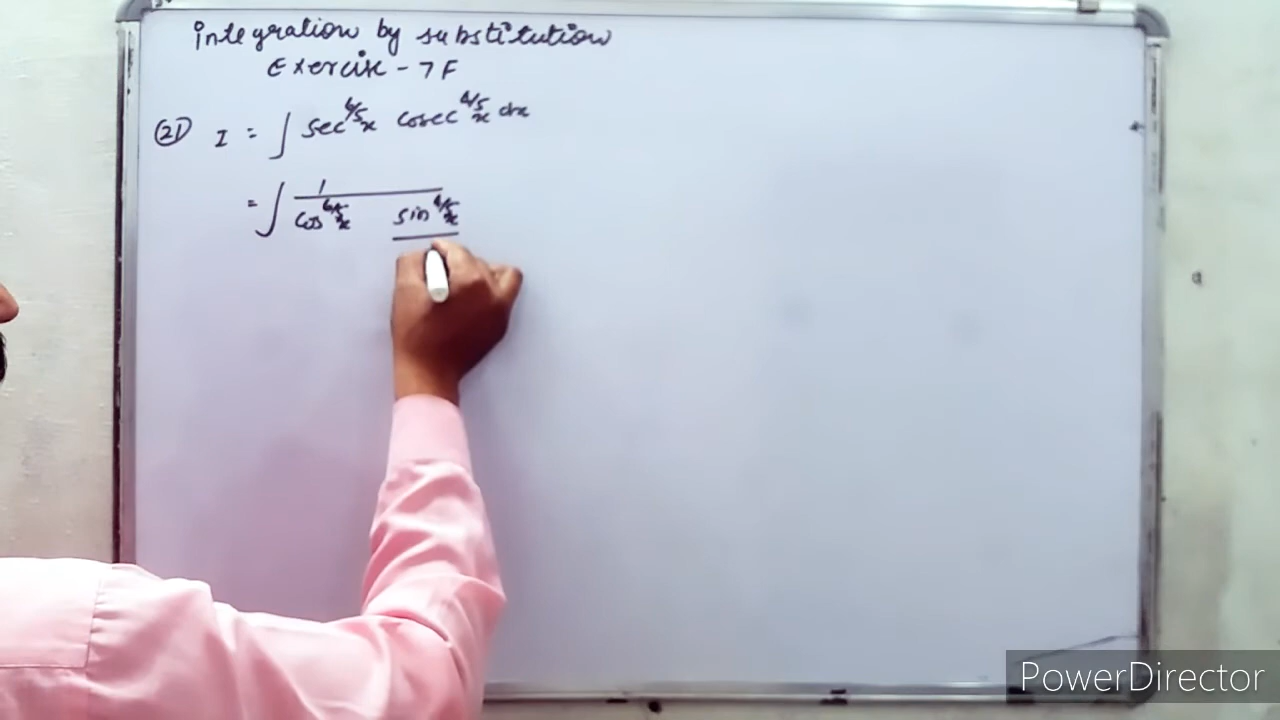 integration by substitution
Exercise - 7F
(21) I = ∫ sec^6/5 x cosec^4/5 x dx
= ∫ 1 / cos^6/5 x sin^4/5 x
PowerDirector